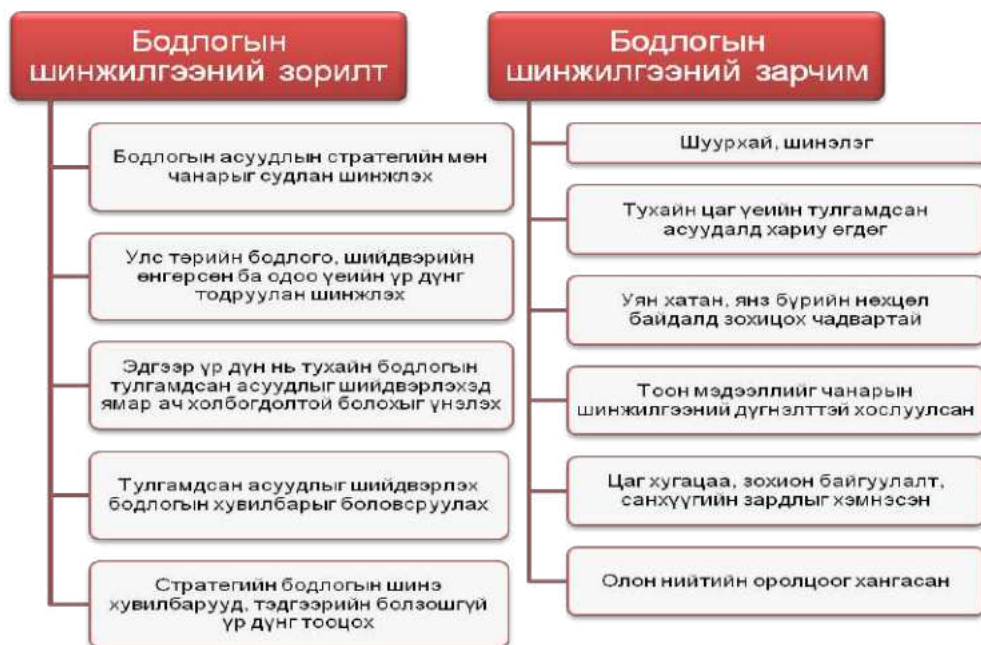 Бодлогын
шинжилгээний зорилт
Бодлогын асуудлын стратегийн мөн
чанарыг судлан шинжлэх
Улс төрийн бодлого, шийдвэрийн
өнгөрсөн ба одоо үеийн үр дүнг
тодруулан шинжлэх
Эдгээр үр дүн нь тухайн бодлогын
тулгамдсан асуудлыг шийдвэрлэхэд
ямар ач холбогдолтой болохыг үнэлэх
Тулгамдсан асуудлыг шийдвэрлэх
бодлогын хувилбарыг боловсруулах
Стратегийн бодлогын шинэ
хувилбарууд, тэдгээрийн болзошгүй
үр дүнг тооцох
Бодлогын
шинжилгээний зарчим
Шуурхай, шинэлэг
Тухайн цаг үеийн тулгамдсан
асуудалд хариу өгдөг
Уян хатан, янз бүрийн нөхцөл
байдалд зохицох чадвартай
Тоон мэдээллийг чанарын
шинжилгээний дүгнэлттэй хослуулсан
Цаг хугацаа, зохион байгуулалт,
санхүүгийн зардлыг хэмнэсэн
Олон нийтийн оролцоог хангасан